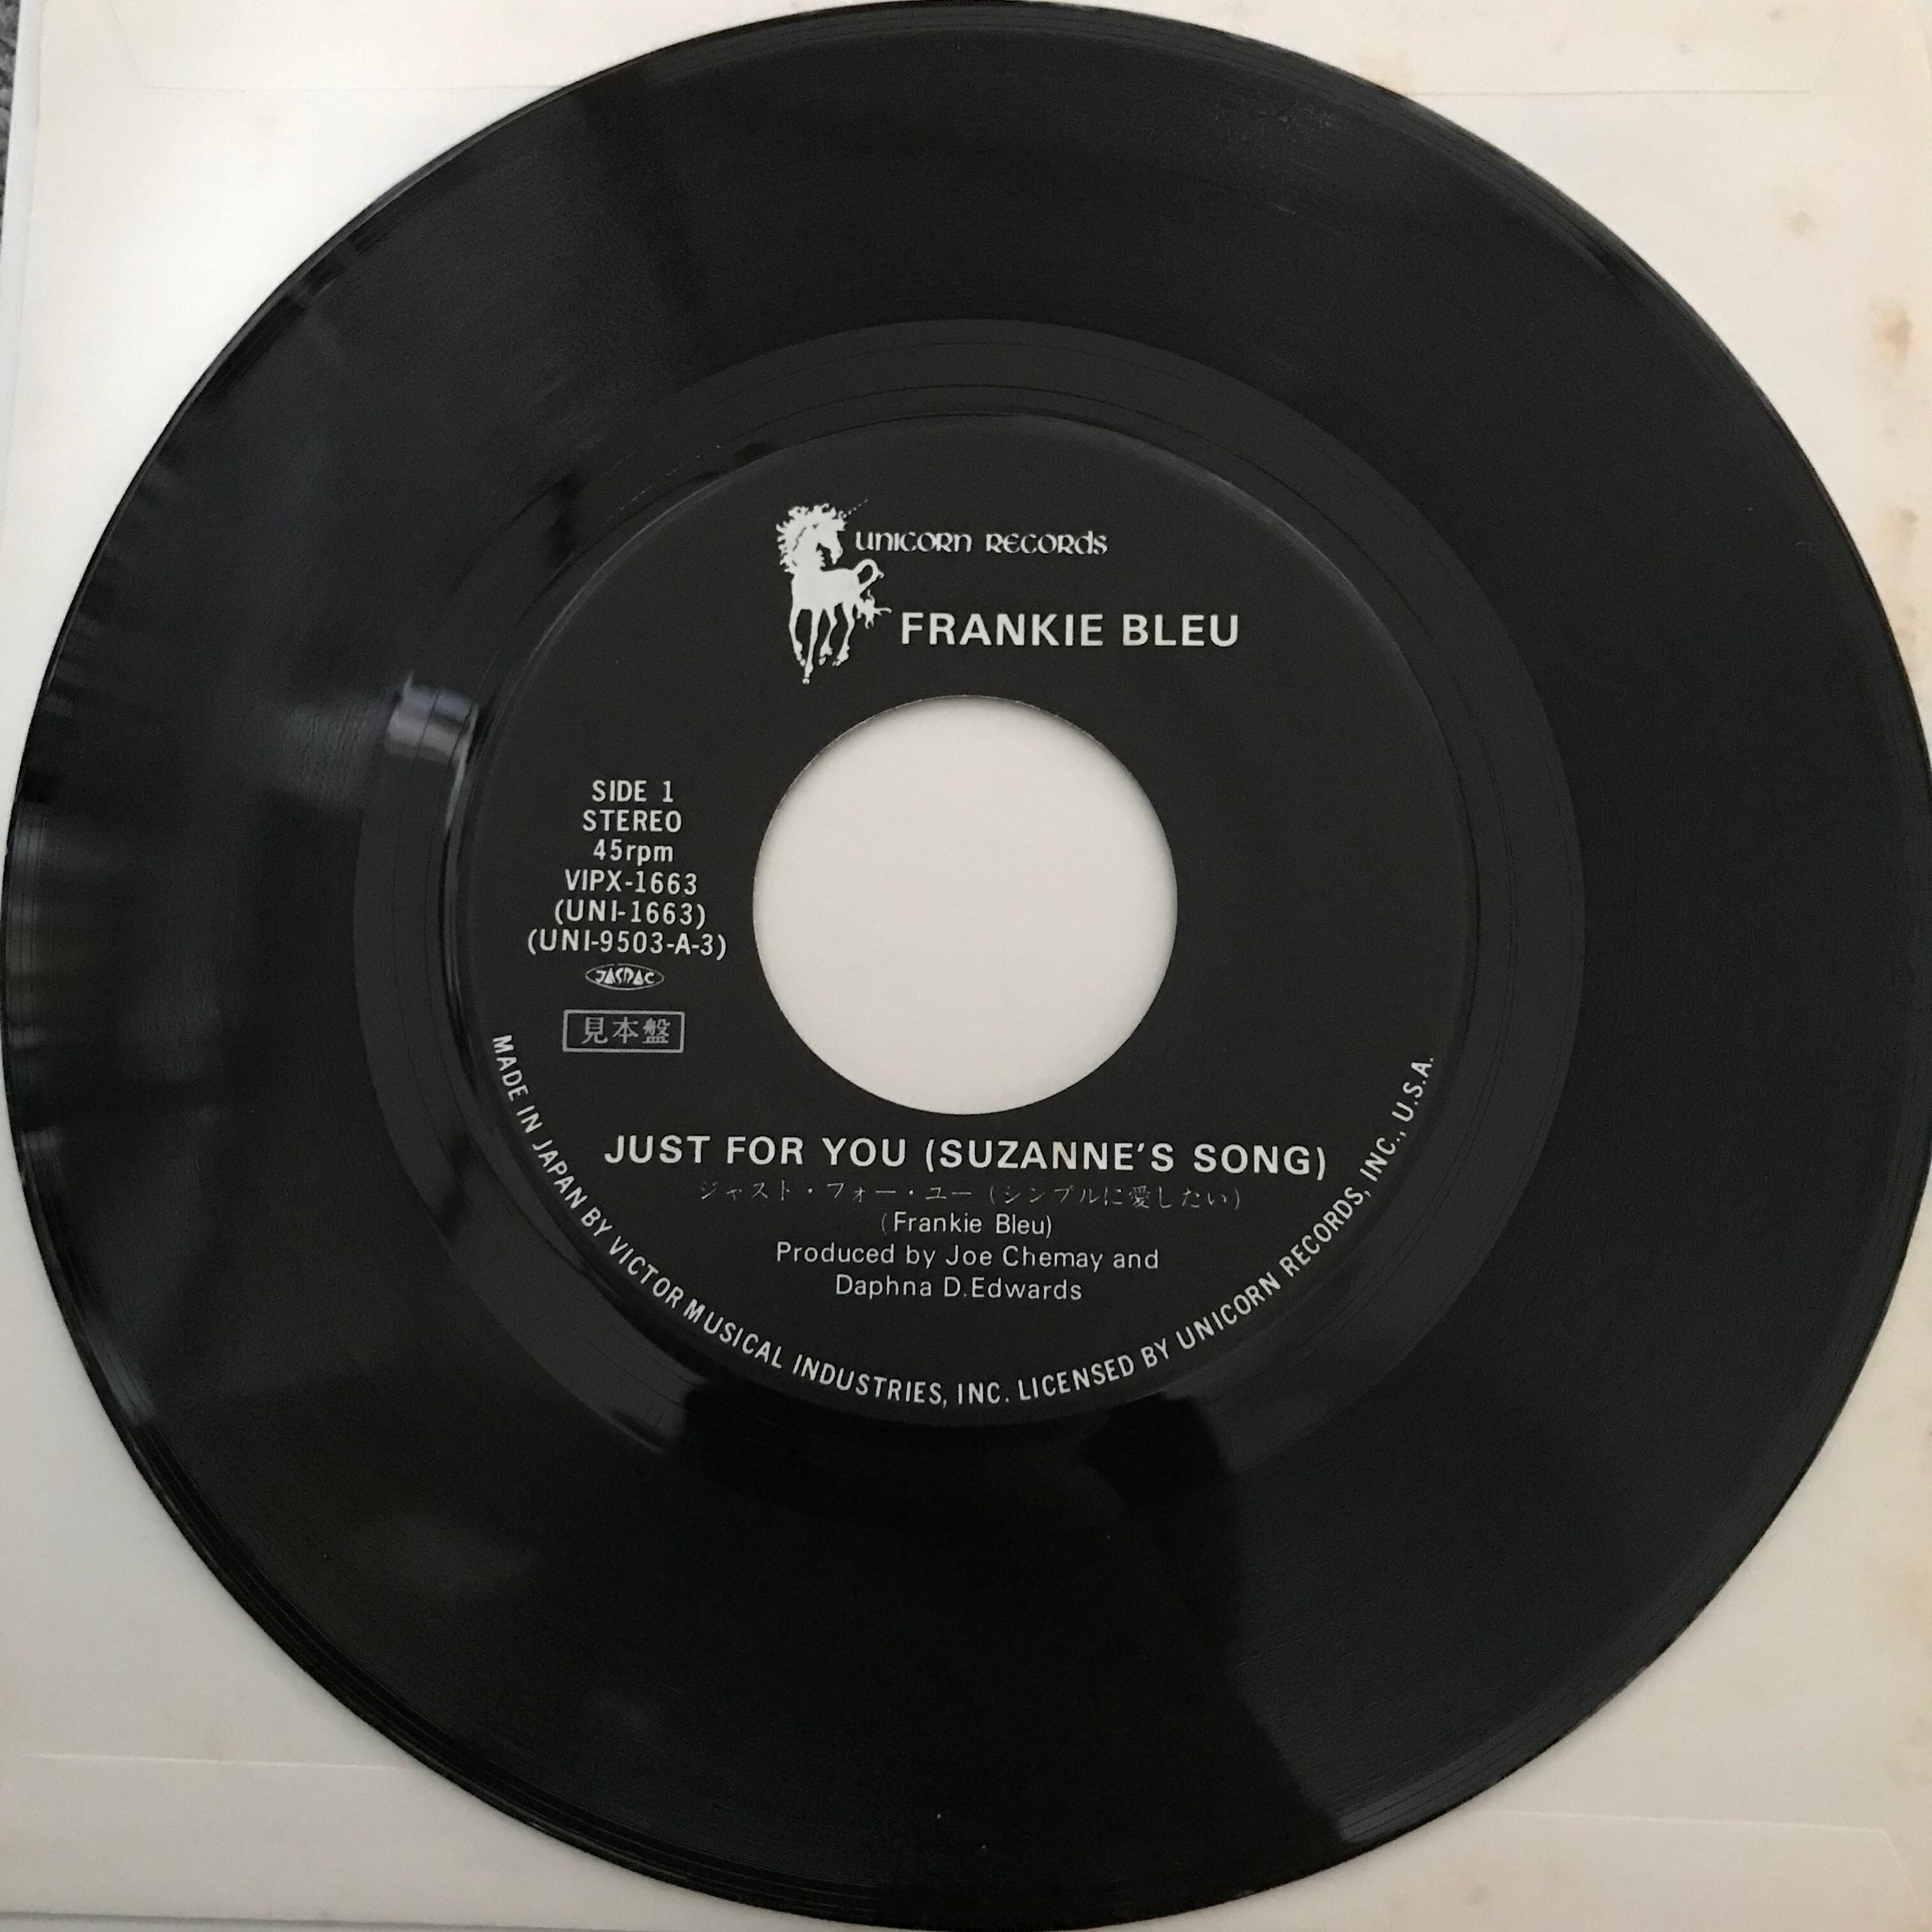 UNICORN RECORDS
FRANKIE BLEU
SIDE 1
STEREO
45rpm
VIPX-1663
(UNI-1663)
(UNI-9503-A-3)
JASRAC
見本盤
JUST FOR YOU (SUZANNE'S SONG)
ジャスト・フォー・ユー（シンプルに愛したい）
(Frankie Bleu)
Produced by Joe Chemay and
Daphna D.Edwards
MADE IN JAPAN BY VICTOR MUSICAL INDUSTRIES, INC. LICENSED BY UNICORN RECORDS, INC., U.S.A.